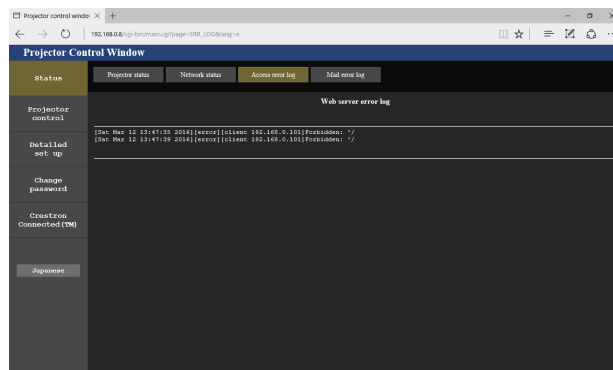 Projector control windo
192.168.0.8/cgi-bin/main.cgi?page=ERR_LOG&lang=e
Projector Control Window
Status
Projector status
Network status
Access error log
Mail error log
Web server error log
[Sat Mar 12 13:47:35 2016][error][client 192.168.0.101]Forbidden: "/
[Sat Mar 12 13:47:39 2016][error][client 192.168.0.101]Forbidden: "/
Projector
control
Detailed
set up
Change
password
Crestron
Connected(TM)
Japanese